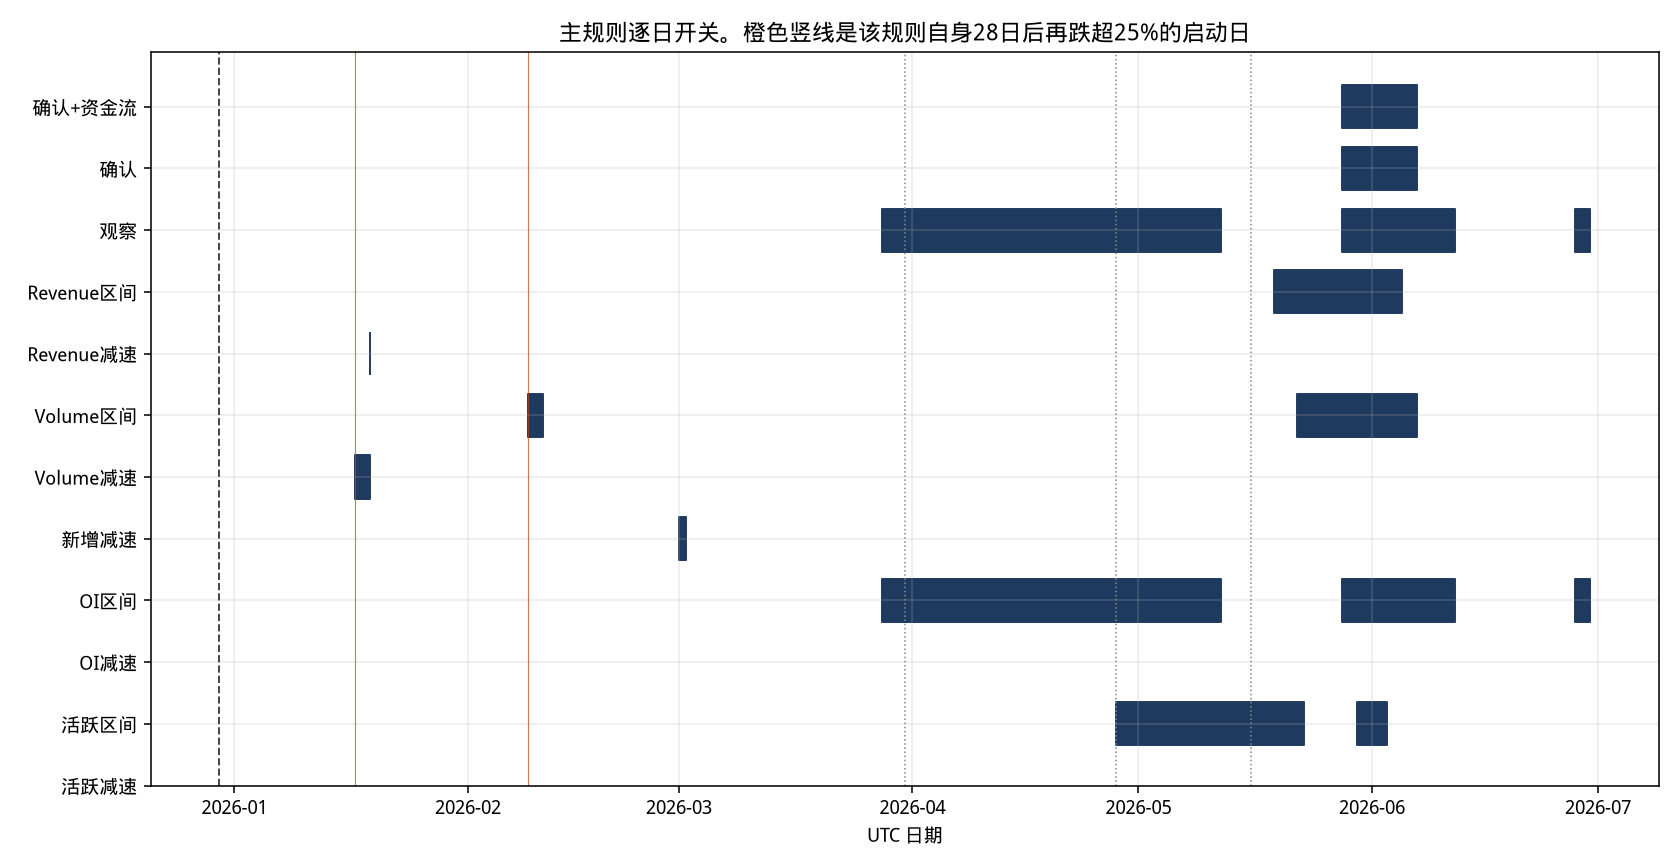 主规则逐日开关。橙色竖线是该规则自身28日后再跌超25%的启动日
确认+资金流
确认
观察
Revenue区间
Revenue减速
Volume区间
Volume减速
新增减速
OI区间
OI减速
活跃区间
活跃减速
2026-01
2026-02
2026-03
2026-04
2026-05
2026-06
2026-07
UTC 日期